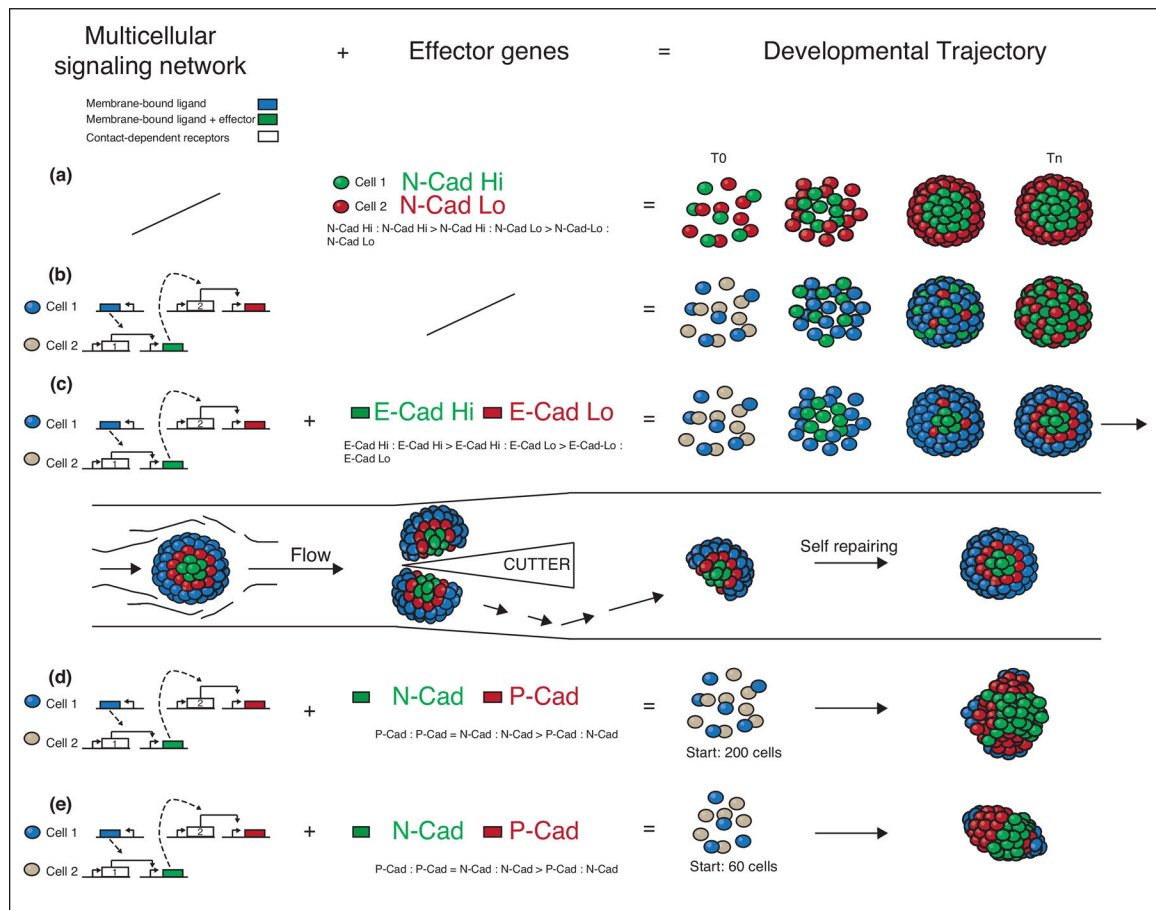 Multicellular
signaling network
+
Effector genes
=
Developmental Trajectory
Membrane-bound ligand
Membrane-bound ligand + effector
Contact-dependent receptors
(a)
Cell 1 N-Cad Hi
Cell 2 N-Cad Lo
N-Cad Hi : N-Cad Hi > N-Cad Hi : N-Cad Lo > N-Cad-Lo :
N-Cad Lo
=
T0
Tn
(b)
Cell 1
2
Cell 2
1
=
(c)
Cell 1
2
Cell 2
1
+
E-Cad Hi E-Cad Lo
E-Cad Hi : E-Cad Hi > E-Cad Hi : E-Cad Lo > E-Cad-Lo :
E-Cad Lo
=
Flow
CUTTER
Self repairing
(d)
Cell 1
2
Cell 2
1
+
N-Cad P-Cad
P-Cad : P-Cad = N-Cad : N-Cad > P-Cad : N-Cad
=
Start: 200 cells
(e)
Cell 1
2
Cell 2
1
+
N-Cad P-Cad
P-Cad : P-Cad = N-Cad : N-Cad > P-Cad : N-Cad
=
Start: 60 cells